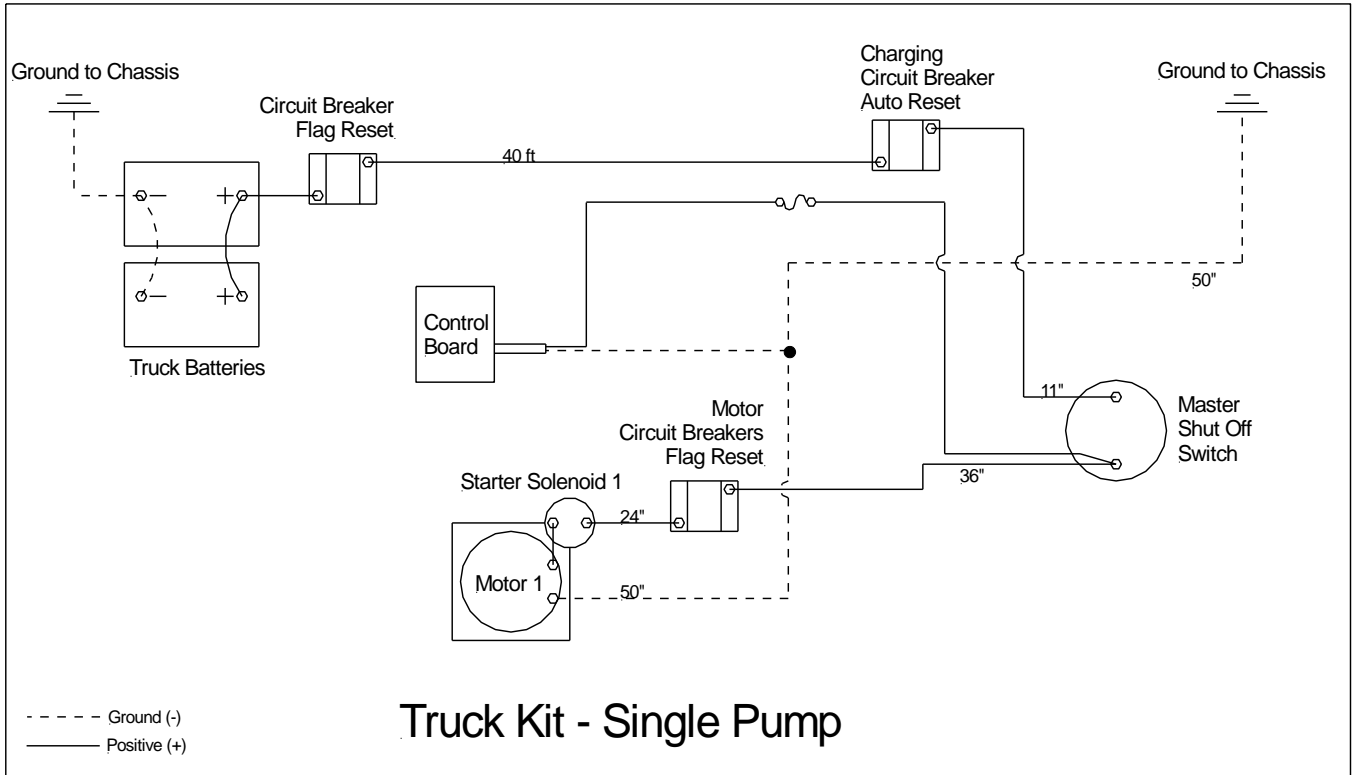 Ground to Chassis
Circuit Breaker
Flag Reset
Charging
Circuit Breaker
Auto Reset
Ground to Chassis
40 ft
50"
Truck Batteries
Control
Board
11"
Master
Shut Off
Switch
Motor
Circuit Breakers
Flag Reset
36"
Starter Solenoid 1
24"
Motor 1
50"
Ground (-)
Positive (+)
Truck Kit - Single Pump